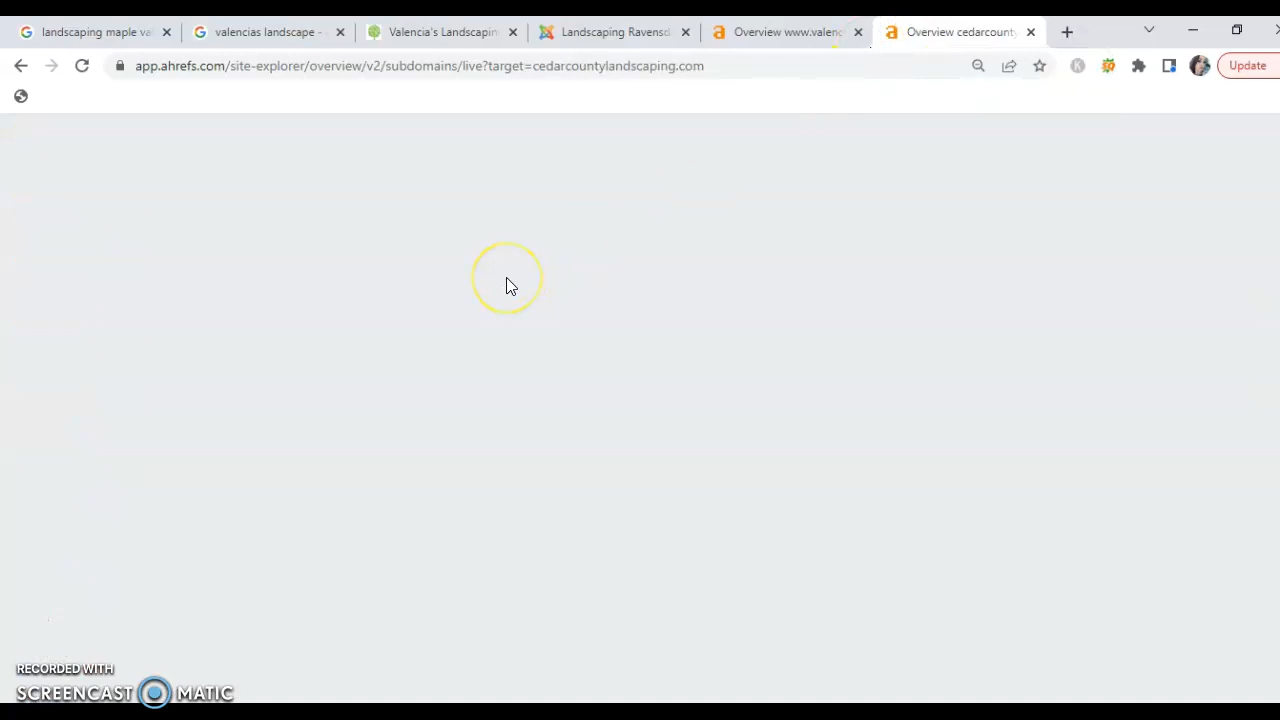 landscaping maple va
valencias landscape -
Valencia's Landscapin
Landscaping Ravensda
Overview www.valenc
Overview cedarcounty
app.ahrefs.com/site-explorer/overview/v2/subdomains/live?target=cedarcountylandscaping.com
Update
RECORDED WITH
SCREENCAST MATIC